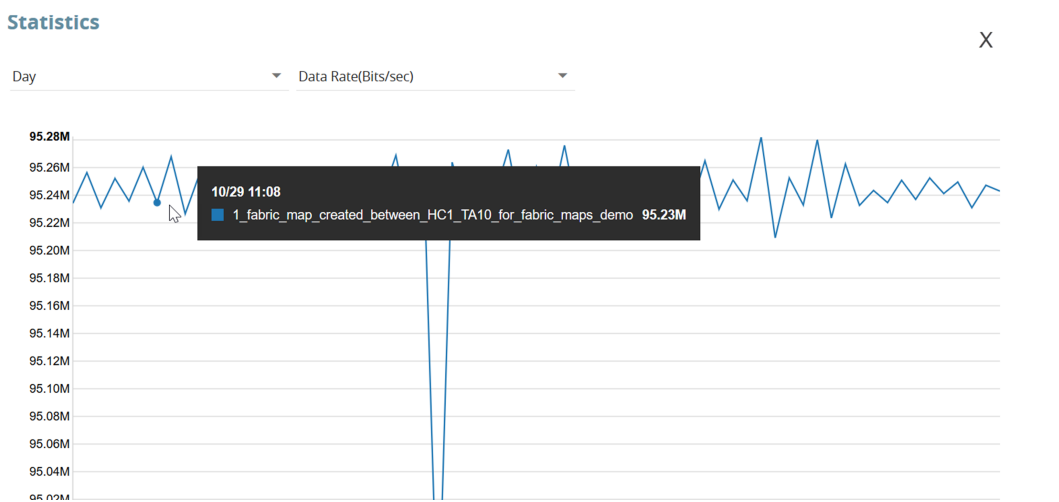 Statistics
X
Day
Data Rate(Bits/sec)
95.28M
95.26M
95.24M
95.22M
95.20M
95.18M
95.16M
95.14M
95.12M
95.10M
95.08M
95.06M
95.04M
95.02M
10/29 11:08
1_fabric_map_created_between_HC1_TA10_for_fabric_maps_demo 95.23M